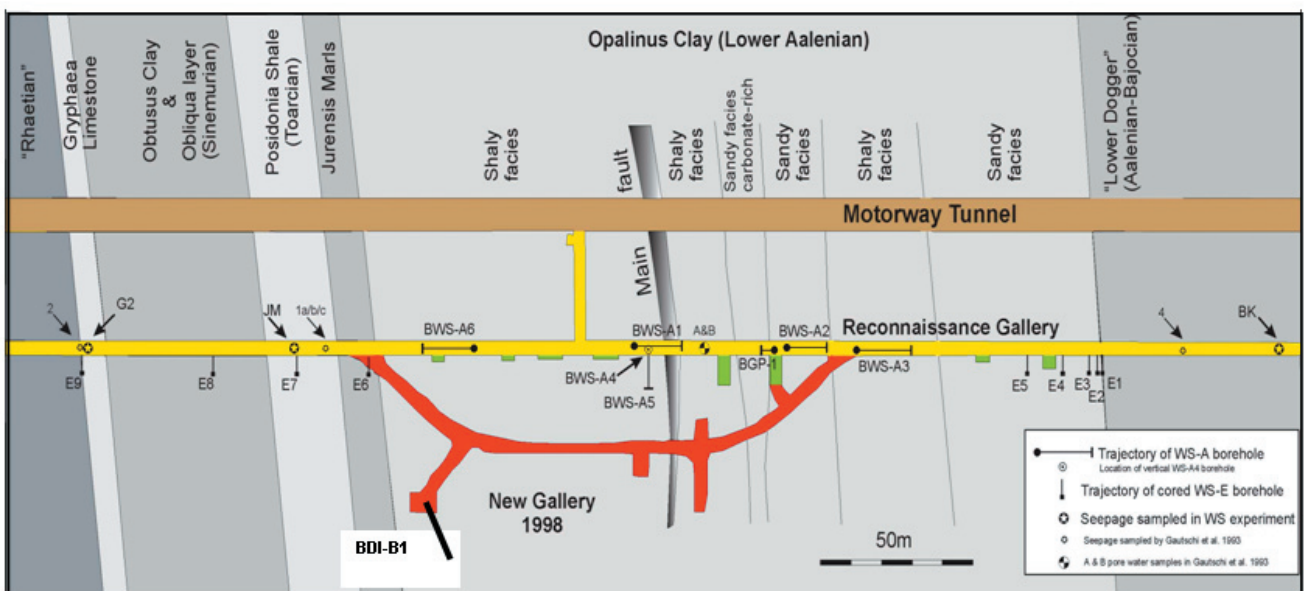 Opalinus Clay (Lower Aalenian)
"Rhaetian"
Gryphaea
Limestone
Obtusus Clay
&
Obliqua layer
(Sinemurian)
Posidonia Shale
(Toarcian)
Jurensis Marls
Shaly
facies
Main fault
Shaly
facies
Sandy facies
carbonate-rich
Sandy
facies
Shaly
facies
Sandy
facies
"Lower Dogger"
(Aalenian-Bajocian)
Motorway Tunnel
2
G2
JM
1a/b/c
BWS-A6
BWS-A1
A&B
BWS-A2
Reconnaissance Gallery
4
BK
E9
E8
E7
E6
BWS-A4
BWS-A5
BGP-1
BWS-A3
E5
E4
E3
E2
E1
New Gallery
1998
BDI-B1
50m
Trajectory of WS-A borehole
Location of vertical WS-A4 borehole
Trajectory of cored WS-E borehole
Seepage sampled in WS experiment
Seepage sampled by Gautschi et al. 1993
A & B pore water samples in Gautschi et al. 1993